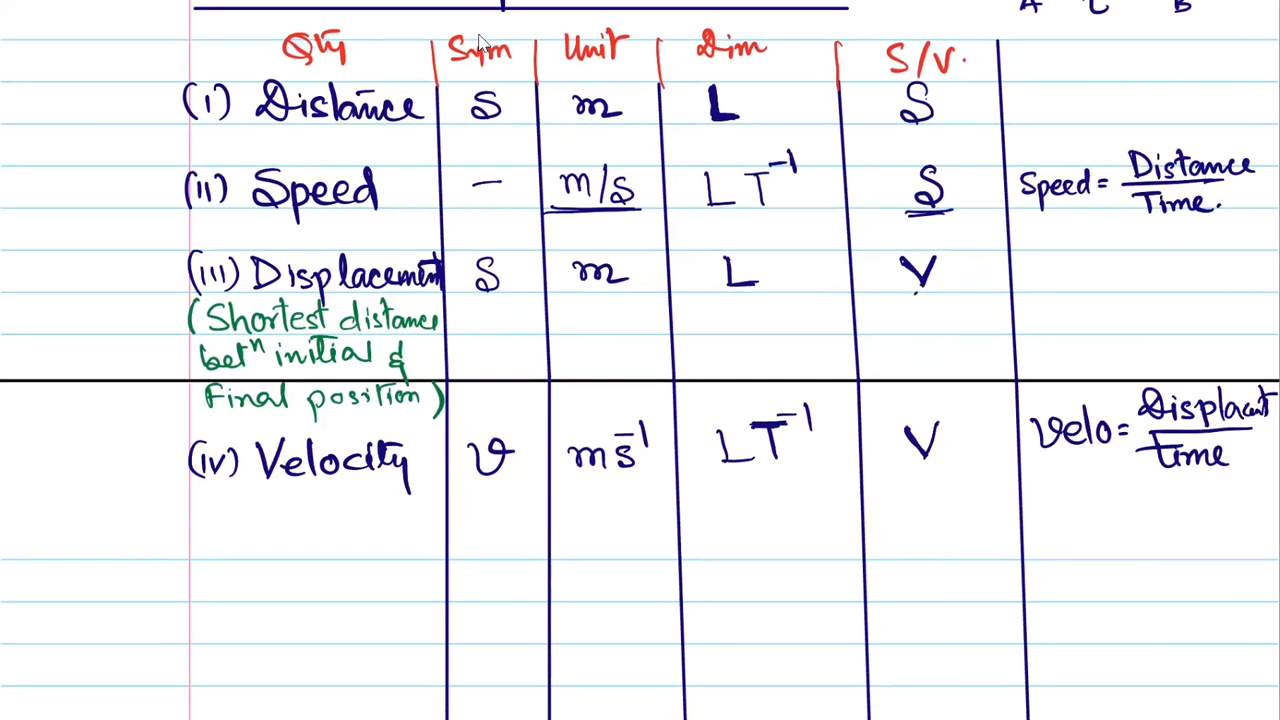 A C B
Qty Sym Unit Dim S/V.
(i) Distance S m L S
(ii) Speed – m/s LT⁻¹ S Speed = Distance / Time.
(iii) Displacement S m L V
(Shortest distance
betⁿ initial &
Final position)
(iv) Velocity v ms⁻¹ LT⁻¹ V Velo = Displacnt / time